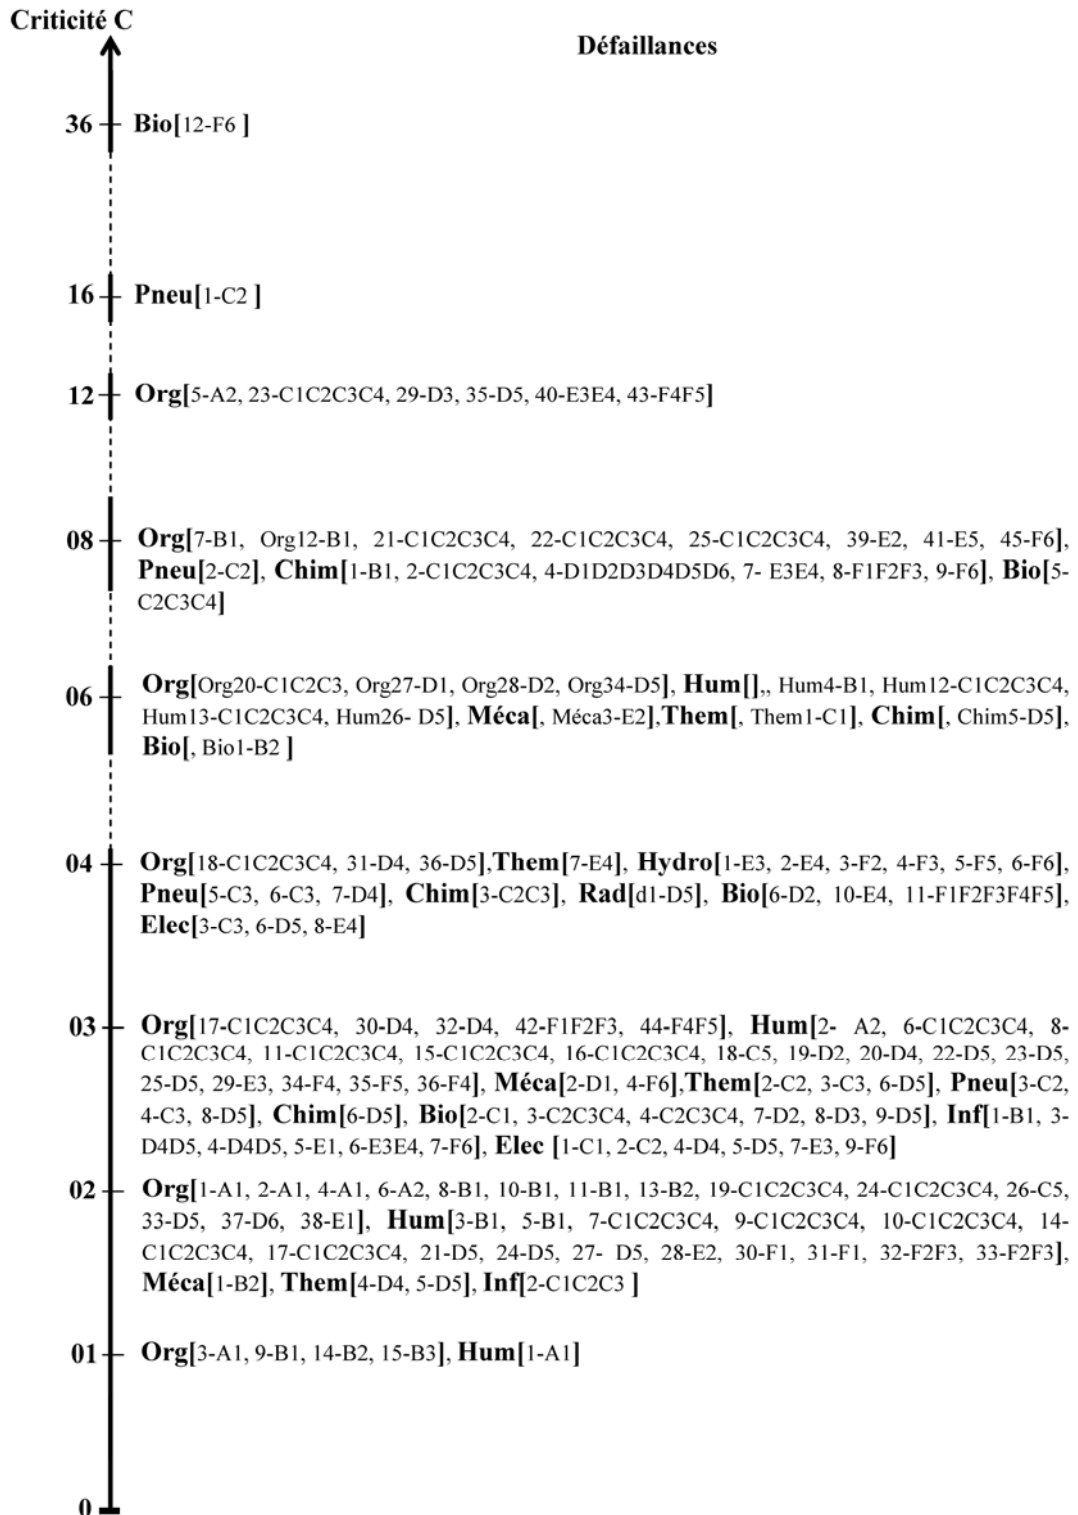 Criticité C
Défaillances
36 Bio[12-F6 ]
16 Pneu[1-C2 ]
12 Org[5-A2, 23-C1C2C3C4, 29-D3, 35-D5, 40-E3E4, 43-F4F5]
08 Org[7-B1, Org12-B1, 21-C1C2C3C4, 22-C1C2C3C4, 25-C1C2C3C4, 39-E2, 41-E5, 45-F6],
Pneu[2-C2], Chim[1-B1, 2-C1C2C3C4, 4-D1D2D3D4D5D6, 7- E3E4, 8-F1F2F3, 9-F6], Bio[5-
C2C3C4]
06 Org[Org20-C1C2C3, Org27-D1, Org28-D2, Org34-D5], Hum[],, Hum4-B1, Hum12-C1C2C3C4,
Hum13-C1C2C3C4, Hum26- D5], Méca[, Méca3-E2],Them[, Them1-C1], Chim[, Chim5-D5],
Bio[, Bio1-B2 ]
04 Org[18-C1C2C3C4, 31-D4, 36-D5],Them[7-E4], Hydro[1-E3, 2-E4, 3-F2, 4-F3, 5-F5, 6-F6],
Pneu[5-C3, 6-C3, 7-D4], Chim[3-C2C3], Rad[d1-D5], Bio[6-D2, 10-E4, 11-F1F2F3F4F5],
Elec[3-C3, 6-D5, 8-E4]
03 Org[17-C1C2C3C4, 30-D4, 32-D4, 42-F1F2F3, 44-F4F5], Hum[2- A2, 6-C1C2C3C4, 8-
C1C2C3C4, 11-C1C2C3C4, 15-C1C2C3C4, 16-C1C2C3C4, 18-C5, 19-D2, 20-D4, 22-D5, 23-D5,
25-D5, 29-E3, 34-F4, 35-F5, 36-F4], Méca[2-D1, 4-F6],Them[2-C2, 3-C3, 6-D5], Pneu[3-C2,
4-C3, 8-D5], Chim[6-D5], Bio[2-C1, 3-C2C3C4, 4-C2C3C4, 7-D2, 8-D3, 9-D5], Inf[1-B1, 3-
D4D5, 4-D4D5, 5-E1, 6-E3E4, 7-F6], Elec [1-C1, 2-C2, 4-D4, 5-D5, 7-E3, 9-F6]
02 Org[1-A1, 2-A1, 4-A1, 6-A2, 8-B1, 10-B1, 11-B1, 13-B2, 19-C1C2C3C4, 24-C1C2C3C4, 26-C5,
33-D5, 37-D6, 38-E1], Hum[3-B1, 5-B1, 7-C1C2C3C4, 9-C1C2C3C4, 10-C1C2C3C4, 14-
C1C2C3C4, 17-C1C2C3C4, 21-D5, 24-D5, 27- D5, 28-E2, 30-F1, 31-F1, 32-F2F3, 33-F2F3],
Méca[1-B2], Them[4-D4, 5-D5], Inf[2-C1C2C3 ]
01 Org[3-A1, 9-B1, 14-B2, 15-B3], Hum[1-A1]
0